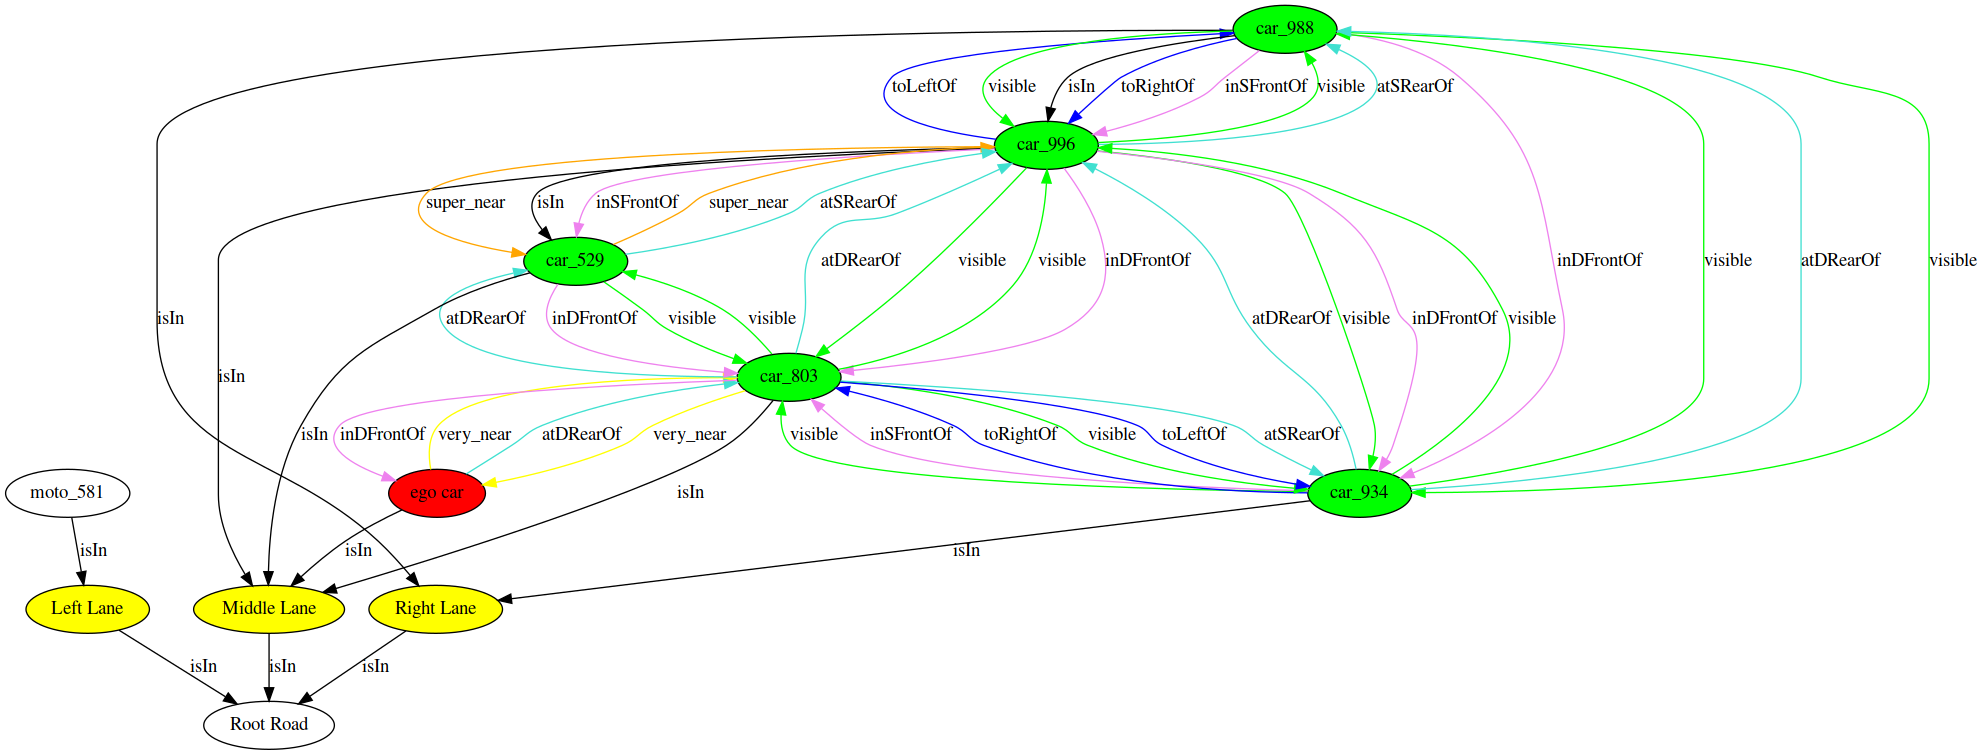 car_988
toLeftOf
visible
isIn
toRightOf
inSFrontOf
visible
atSRearOf
car_996
super_near
isIn
inSFrontOf
super_near
atSRearOf
car_529
atDRearOf
visible
visible
inDFrontOf
inDFrontOf
visible
atDRearOf
visible
isIn
atDRearOf
inDFrontOf
visible
visible
atDRearOf
visible
inDFrontOf
visible
isIn
car_803
isIn
inDFrontOf
very_near
atDRearOf
very_near
visible
inSFrontOf
toRightOf
visible
toLeftOf
atSRearOf
moto_581
ego car
isIn
car_934
isIn
isIn
isIn
Left Lane
Middle Lane
Right Lane
isIn
isIn
isIn
Root Road